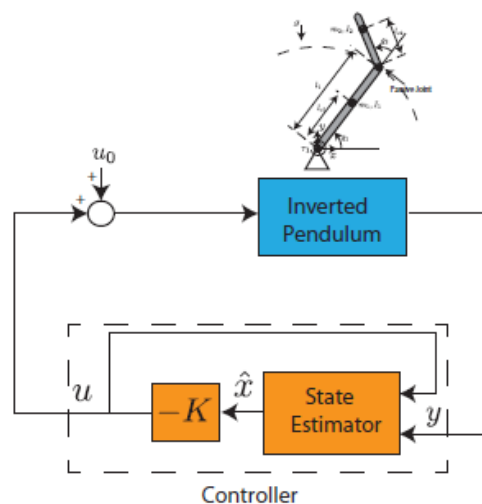 Passive Joint
u₀
+
+
Inverted
Pendulum
u
-K
x̂
State
Estimator
y
Controller